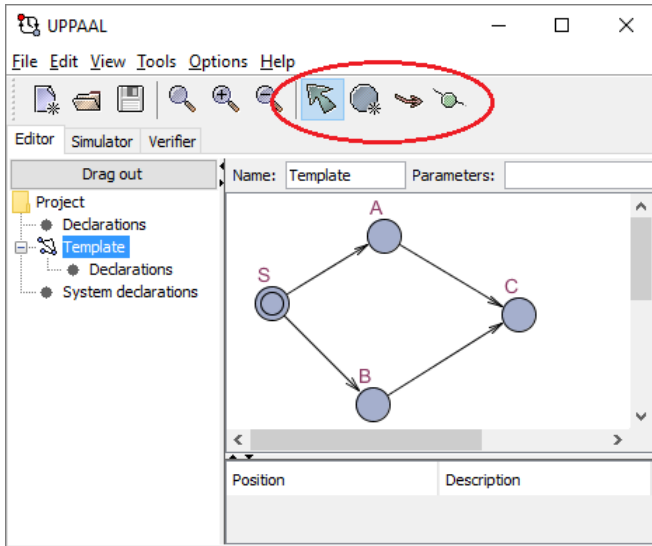 UPPAAL
File Edit View Tools Options Help
Editor Simulator Verifier
Drag out
Name: Template Parameters:
Project
Declarations
Template
Declarations
System declarations
A
S
C
B
Position Description